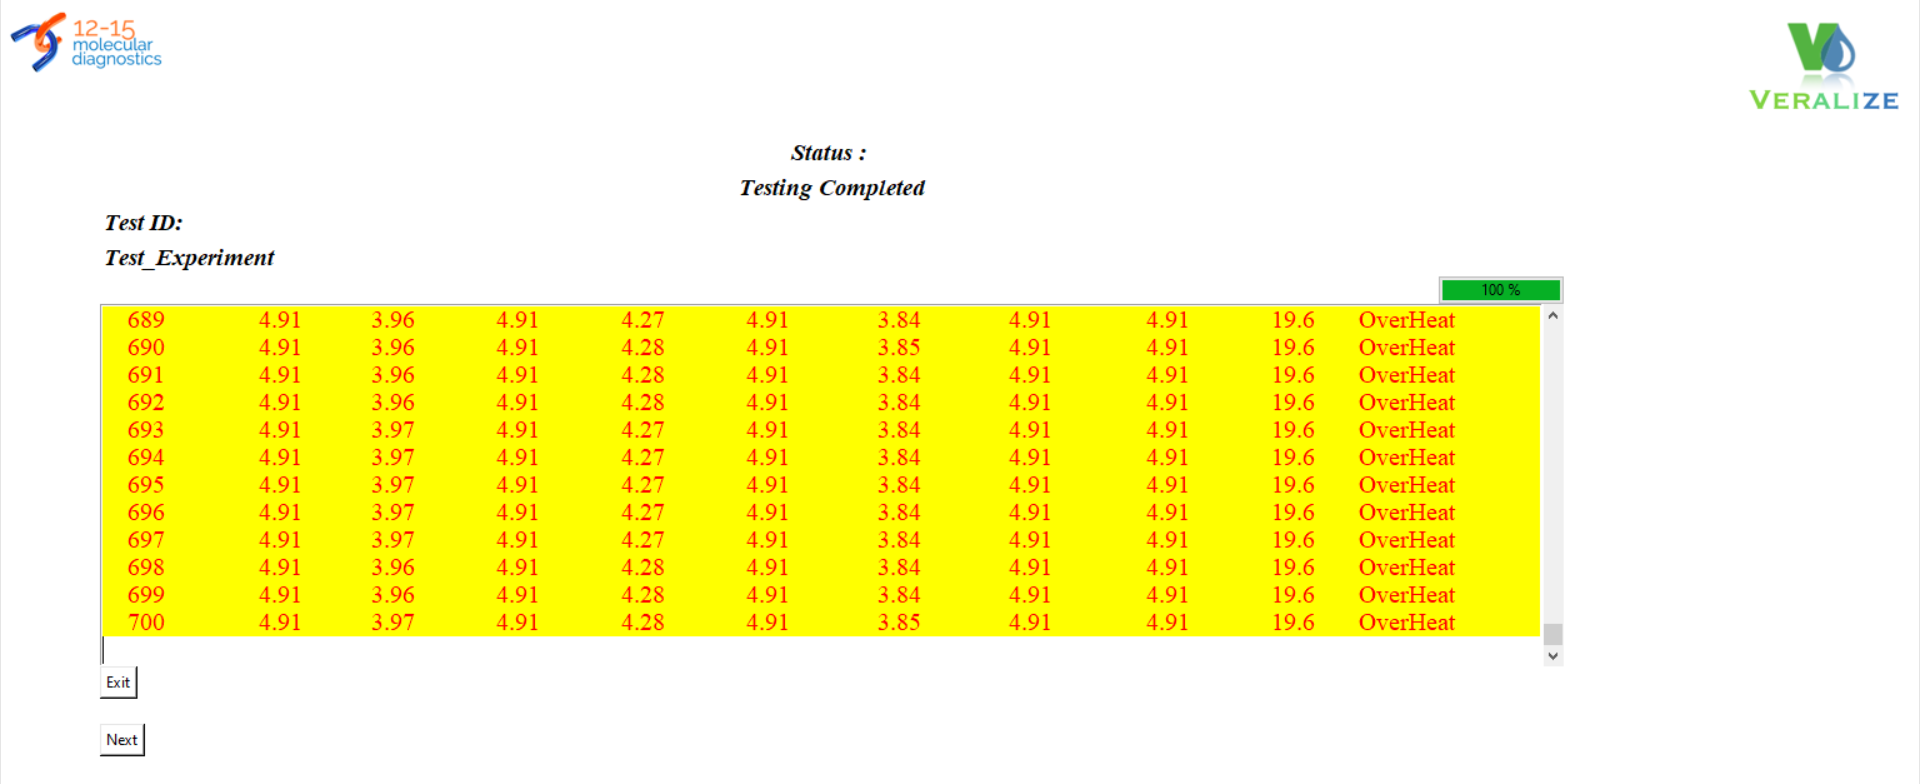 12-15
molecular
diagnostics
VERALIZE
Status :
Testing Completed
Test ID:
Test_Experiment
100 %
689 4.91 3.96 4.91 4.27 4.91 3.84 4.91 4.91 19.6 OverHeat
690 4.91 3.96 4.91 4.28 4.91 3.85 4.91 4.91 19.6 OverHeat
691 4.91 3.96 4.91 4.28 4.91 3.84 4.91 4.91 19.6 OverHeat
692 4.91 3.96 4.91 4.28 4.91 3.84 4.91 4.91 19.6 OverHeat
693 4.91 3.97 4.91 4.27 4.91 3.84 4.91 4.91 19.6 OverHeat
694 4.91 3.97 4.91 4.27 4.91 3.84 4.91 4.91 19.6 OverHeat
695 4.91 3.97 4.91 4.27 4.91 3.84 4.91 4.91 19.6 OverHeat
696 4.91 3.97 4.91 4.27 4.91 3.84 4.91 4.91 19.6 OverHeat
697 4.91 3.97 4.91 4.27 4.91 3.84 4.91 4.91 19.6 OverHeat
698 4.91 3.96 4.91 4.28 4.91 3.84 4.91 4.91 19.6 OverHeat
699 4.91 3.96 4.91 4.28 4.91 3.84 4.91 4.91 19.6 OverHeat
700 4.91 3.97 4.91 4.28 4.91 3.85 4.91 4.91 19.6 OverHeat
Exit
Next